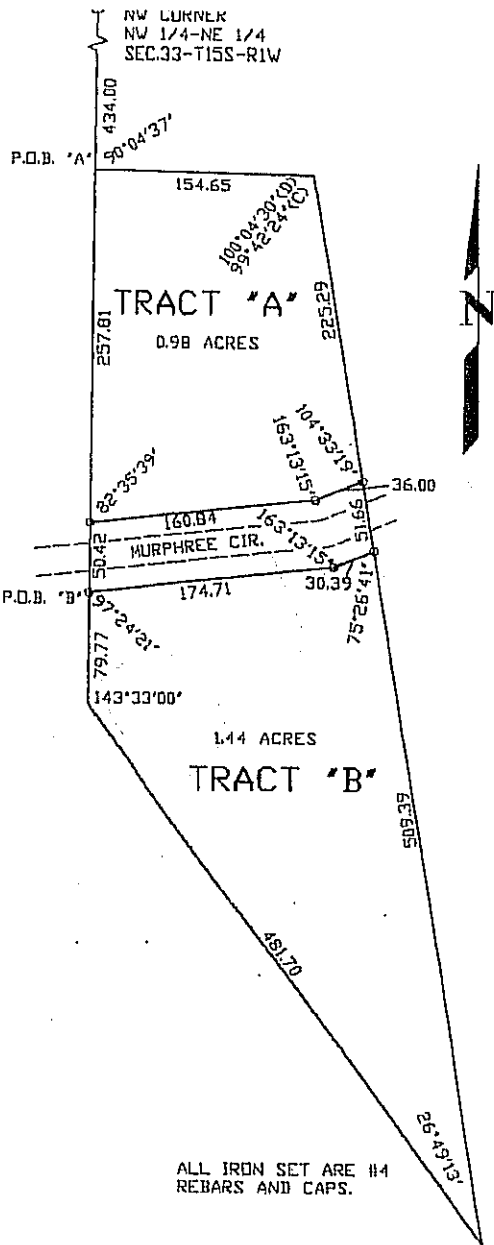 NW CORNER
NW 1/4-NE 1/4
SEC.33-T15S-R1W
434.00
P.O.B. "A"
90°04'37"
154.65
100°04'30"(D)
99°42'24"(C)
N
TRACT "A"
0.98 ACRES
257.81
225.29
104°33'19"
163°13'15"
36.00
82°35'39"
160.84
51.66
MURPHREE CIR.
163°13'15"
50.42
30.39
75°26'41"
P.O.B. "B"
174.71
97°24'21"
79.77
143°33'00"
1.44 ACRES
TRACT "B"
509.39
481.70
26°49'13"
ALL IRON SET ARE #4
REBARS AND CAPS.